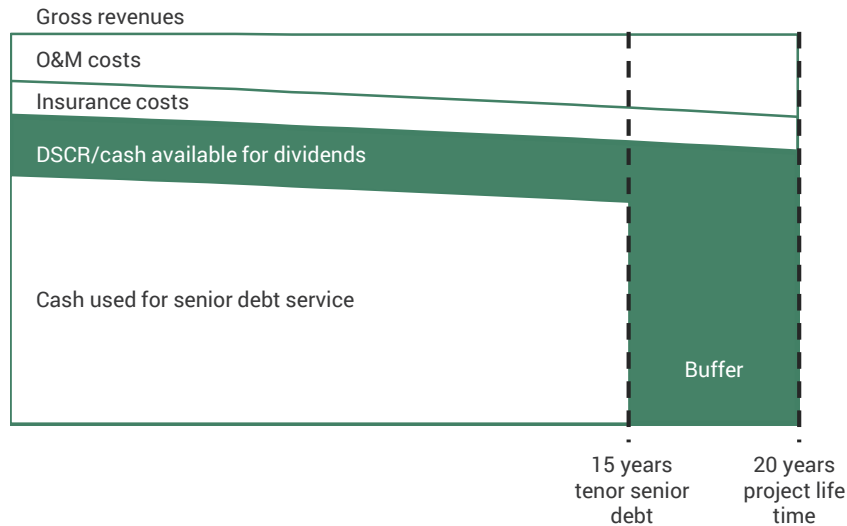 Gross revenues
O&M costs
Insurance costs
DSCR/cash available for dividends
Cash used for senior debt service
Buffer
15 years
tenor senior
debt
20 years
project life
time